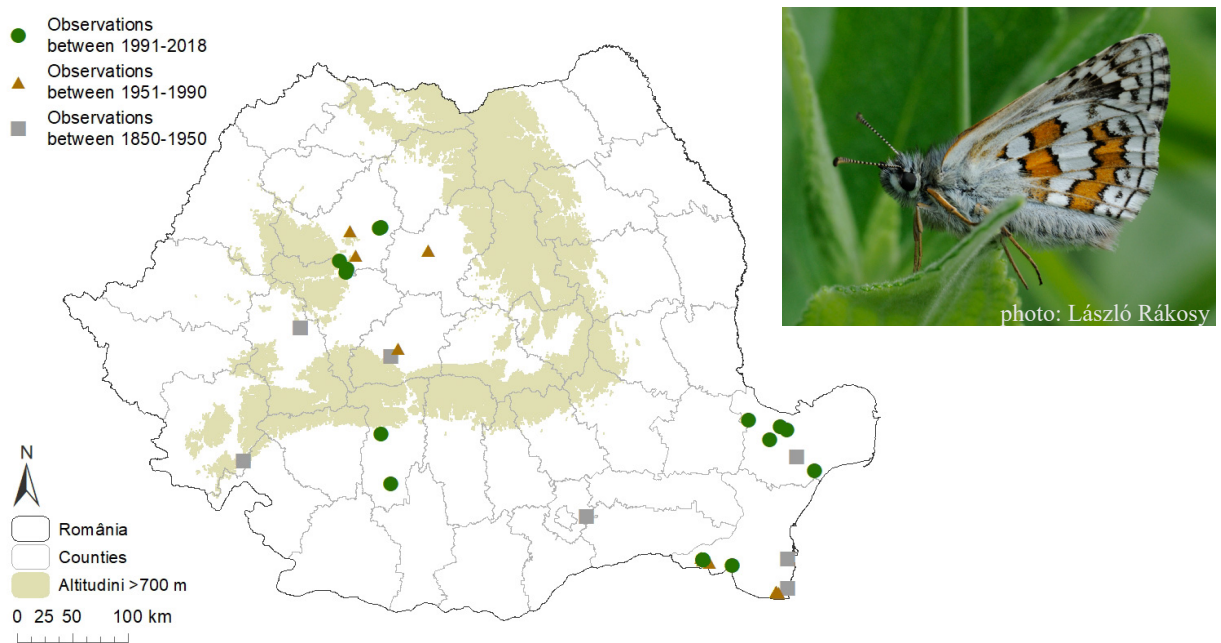 Observations
between 1991-2018
Observations
between 1951-1990
Observations
between 1850-1950
photo: László Rákosy
N
România
Counties
Altitudini >700 m
0 25 50 100 km